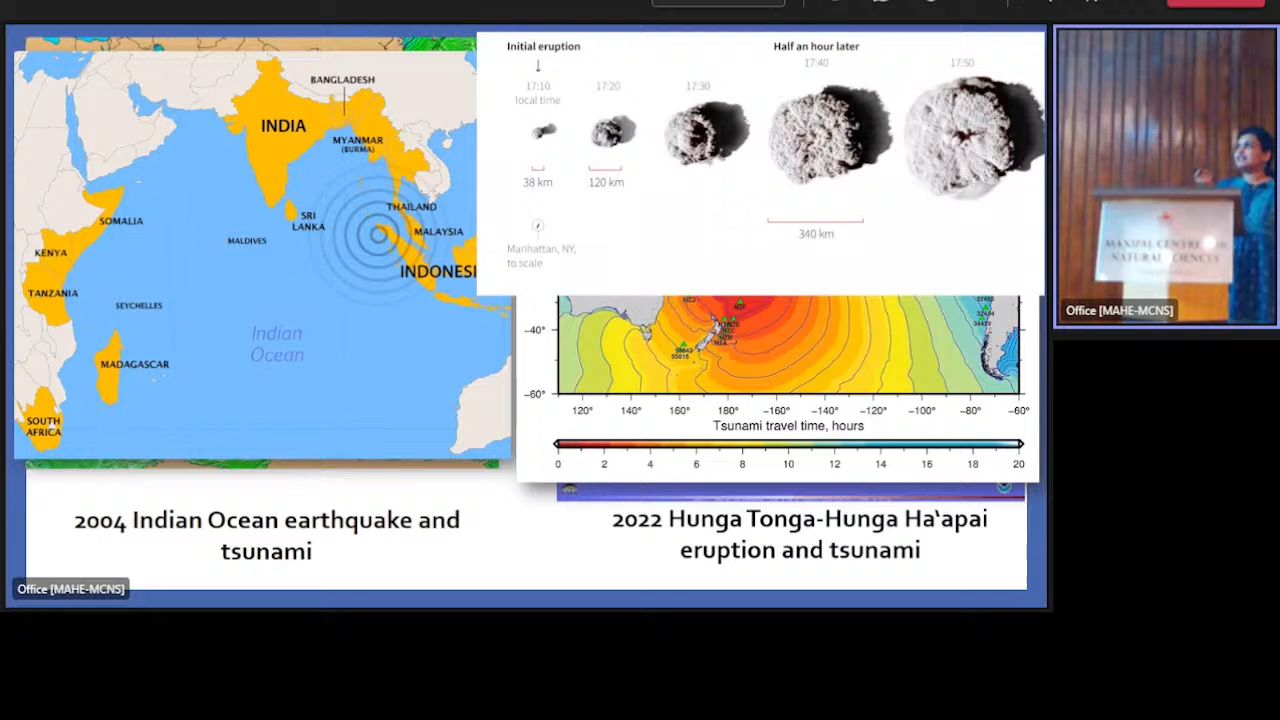 BANGLADESH
INDIA
MYANMAR
(BURMA)
THAILAND
SRI
LANKA
MALAYSIA
SOMALIA
MALDIVES
KENYA
INDONESI
TANZANIA
SEYCHELLES
Indian
Ocean
MADAGASCAR
SOUTH
AFRICA
Initial eruption
Half an hour later
17:10
local time
17:20
17:30
17:40
17:50
38 km
120 km
340 km
Manhattan, NY,
to scale
-40°
-60°
120° 140° 160° 180° -160° -140° -120° -100° -80° -60°
Tsunami travel time, hours
0 2 4 6 8 10 12 14 16 18 20
2004 Indian Ocean earthquake and
tsunami
2022 Hunga Tonga-Hunga Ha‘apai
eruption and tsunami
Office [MAHE-MCNS]
MANIPAL CENTRE FOR
NATURAL SCIENCES
Office [MAHE-MCNS]